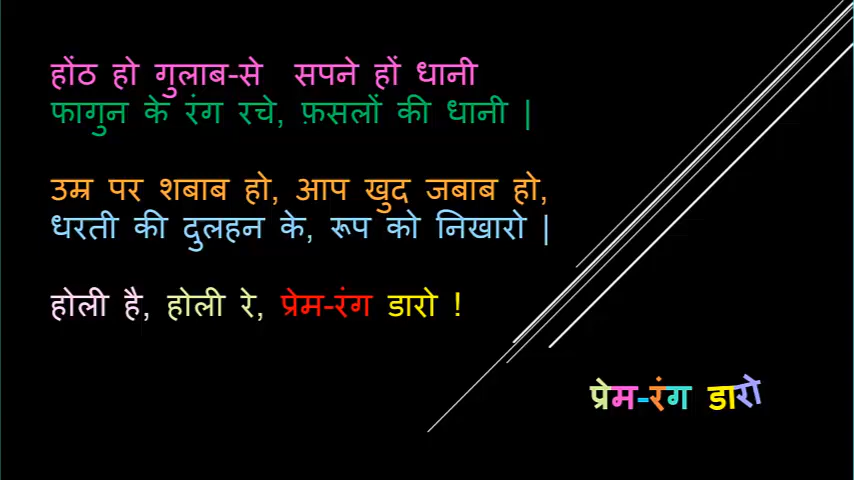 होंठ हो गुलाब-से सपने हों धानी
फागुन के रंग रचे, फ़सलों की धानी |
उम्र पर शबाब हो, आप खुद जबाब हो,
धरती की दुलहन के, रूप को निखारो |
होली है, होली रे, प्रेम-रंग डारो !
प्रेम-रंग डारो